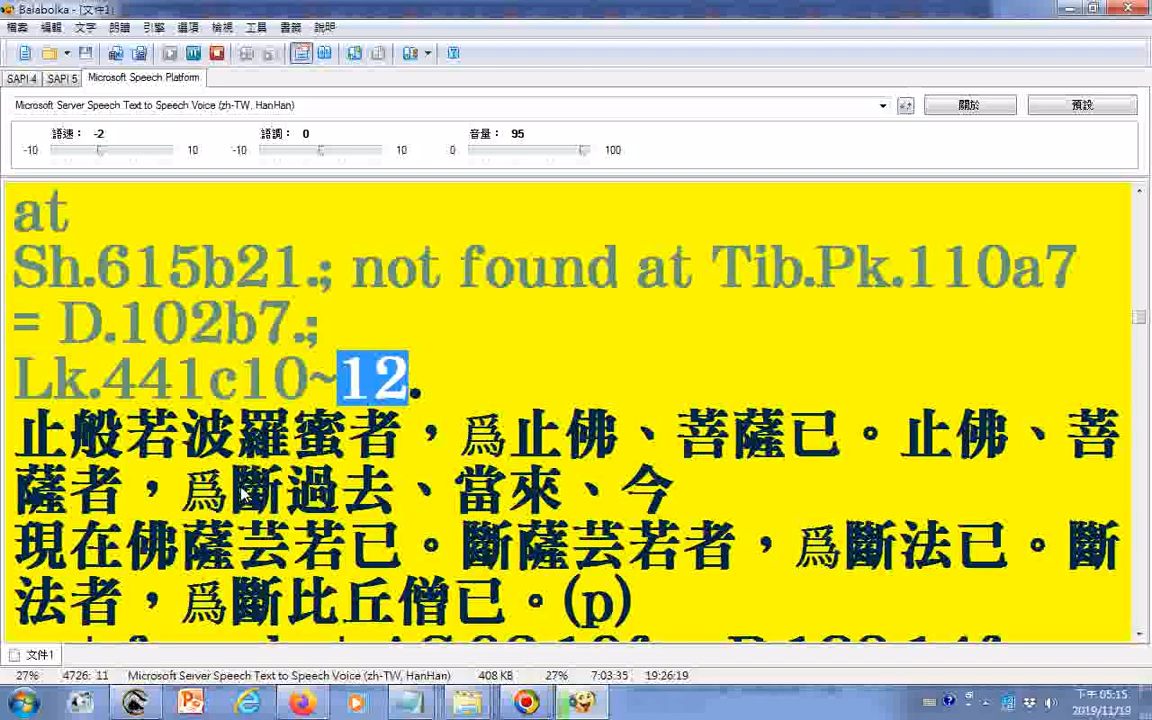 Balabolka - [文件1]
檔案 編輯 文字 朗讀 引擎 選項 檢視 工具 書籤 說明
SAPI 4 SAPI 5 Microsoft Speech Platform
Microsoft Server Speech Text to Speech Voice (zh-TW, HanHan) 關於 預設
語速： -2 語調： 0 音量： 95
-10 10 -10 10 0 100
at
Sh.615b21.; not found at Tib.Pk.110a7
= D.102b7.;
Lk.441c10~12.
止般若波羅蜜者，爲止佛、菩薩已。止佛、菩
薩者，爲斷過去、當來、今
現在佛薩芸若已。斷薩芸若者，爲斷法已。斷
法者，爲斷比丘僧已。(p)
文件1
27% 4726: 11 Microsoft Server Speech Text to Speech Voice (zh-TW, HanHan) 408 KB 27% 7:03:35 19:26:19
下午 05:15
2019/11/19